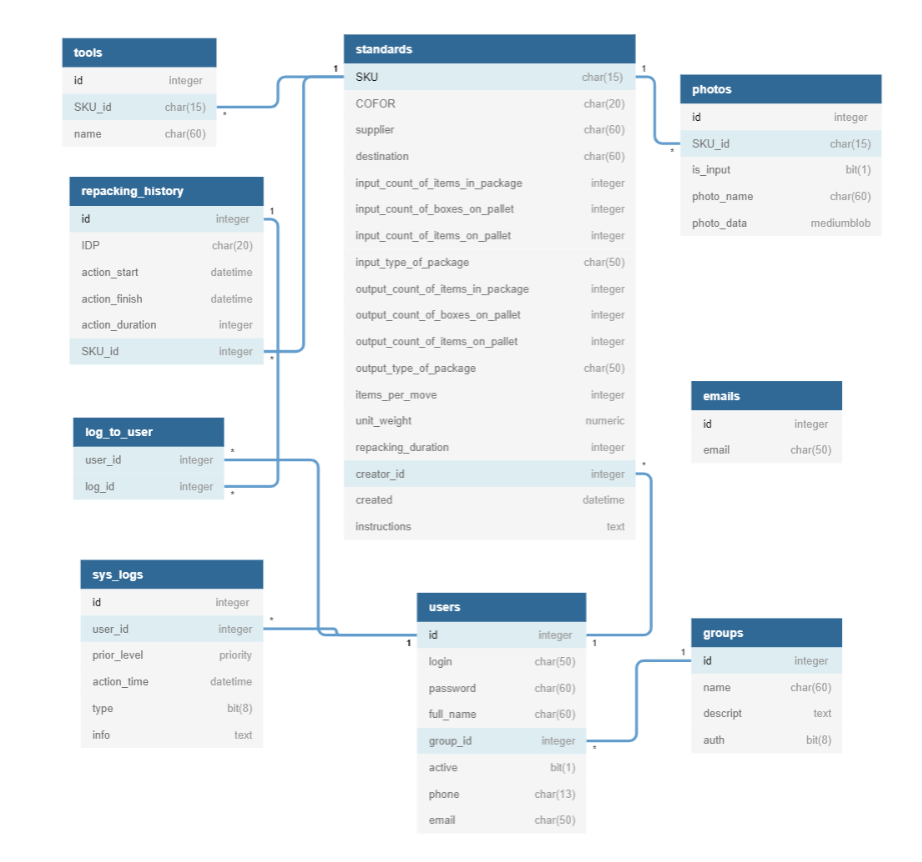 tools
id integer
SKU_id char(15)
name char(60)
*
repacking_history
id integer
IDP char(20)
action_start datetime
action_finish datetime
action_duration integer
SKU_id integer
1
*
log_to_user
user_id integer
log_id integer
*
*
sys_logs
id integer
user_id integer
prior_level priority
action_time datetime
type bit(8)
info text
*
standards
1
1
SKU char(15)
COFOR char(20)
supplier char(60)
destination char(60)
input_count_of_items_in_package integer
input_count_of_boxes_on_pallet integer
input_count_of_items_on_pallet integer
input_type_of_package char(50)
output_count_of_items_in_package integer
output_count_of_boxes_on_pallet integer
output_count_of_items_on_pallet integer
output_type_of_package char(50)
items_per_move integer
unit_weight numeric
repacking_duration integer
creator_id integer
created datetime
instructions text
*
users
id integer
login char(50)
password char(60)
full_name char(60)
group_id integer
active bit(1)
phone char(13)
email char(50)
1
1
*
photos
id integer
SKU_id char(15)
is_input bit(1)
photo_name char(60)
photo_data mediumblob
*
emails
id integer
email char(50)
groups
1
id integer
name char(60)
descript text
auth bit(8)